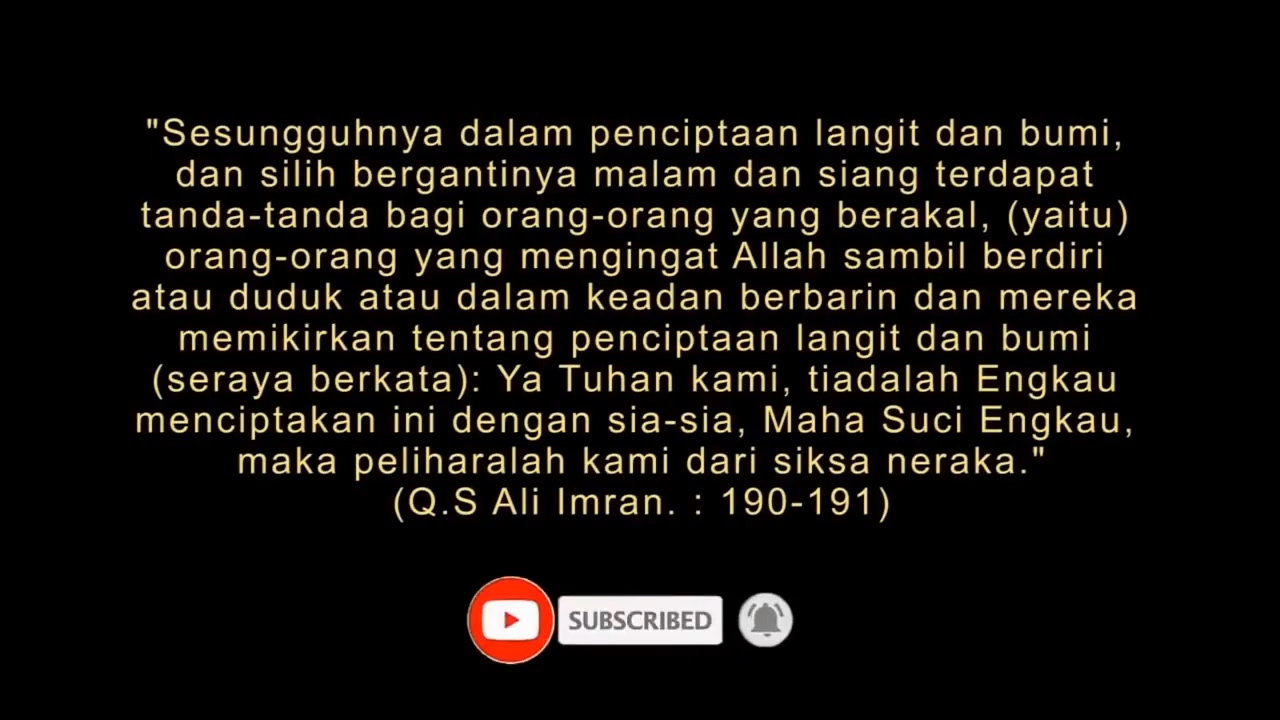 "Sesungguhnya dalam penciptaan langit dan bumi,
dan silih bergantinya malam dan siang terdapat
tanda-tanda bagi orang-orang yang berakal, (yaitu)
orang-orang yang mengingat Allah sambil berdiri
atau duduk atau dalam keadan berbarin dan mereka
memikirkan tentang penciptaan langit dan bumi
(seraya berkata): Ya Tuhan kami, tiadalah Engkau
menciptakan ini dengan sia-sia, Maha Suci Engkau,
maka peliharalah kami dari siksa neraka."
(Q.S Ali Imran. : 190-191)
SUBSCRIBED